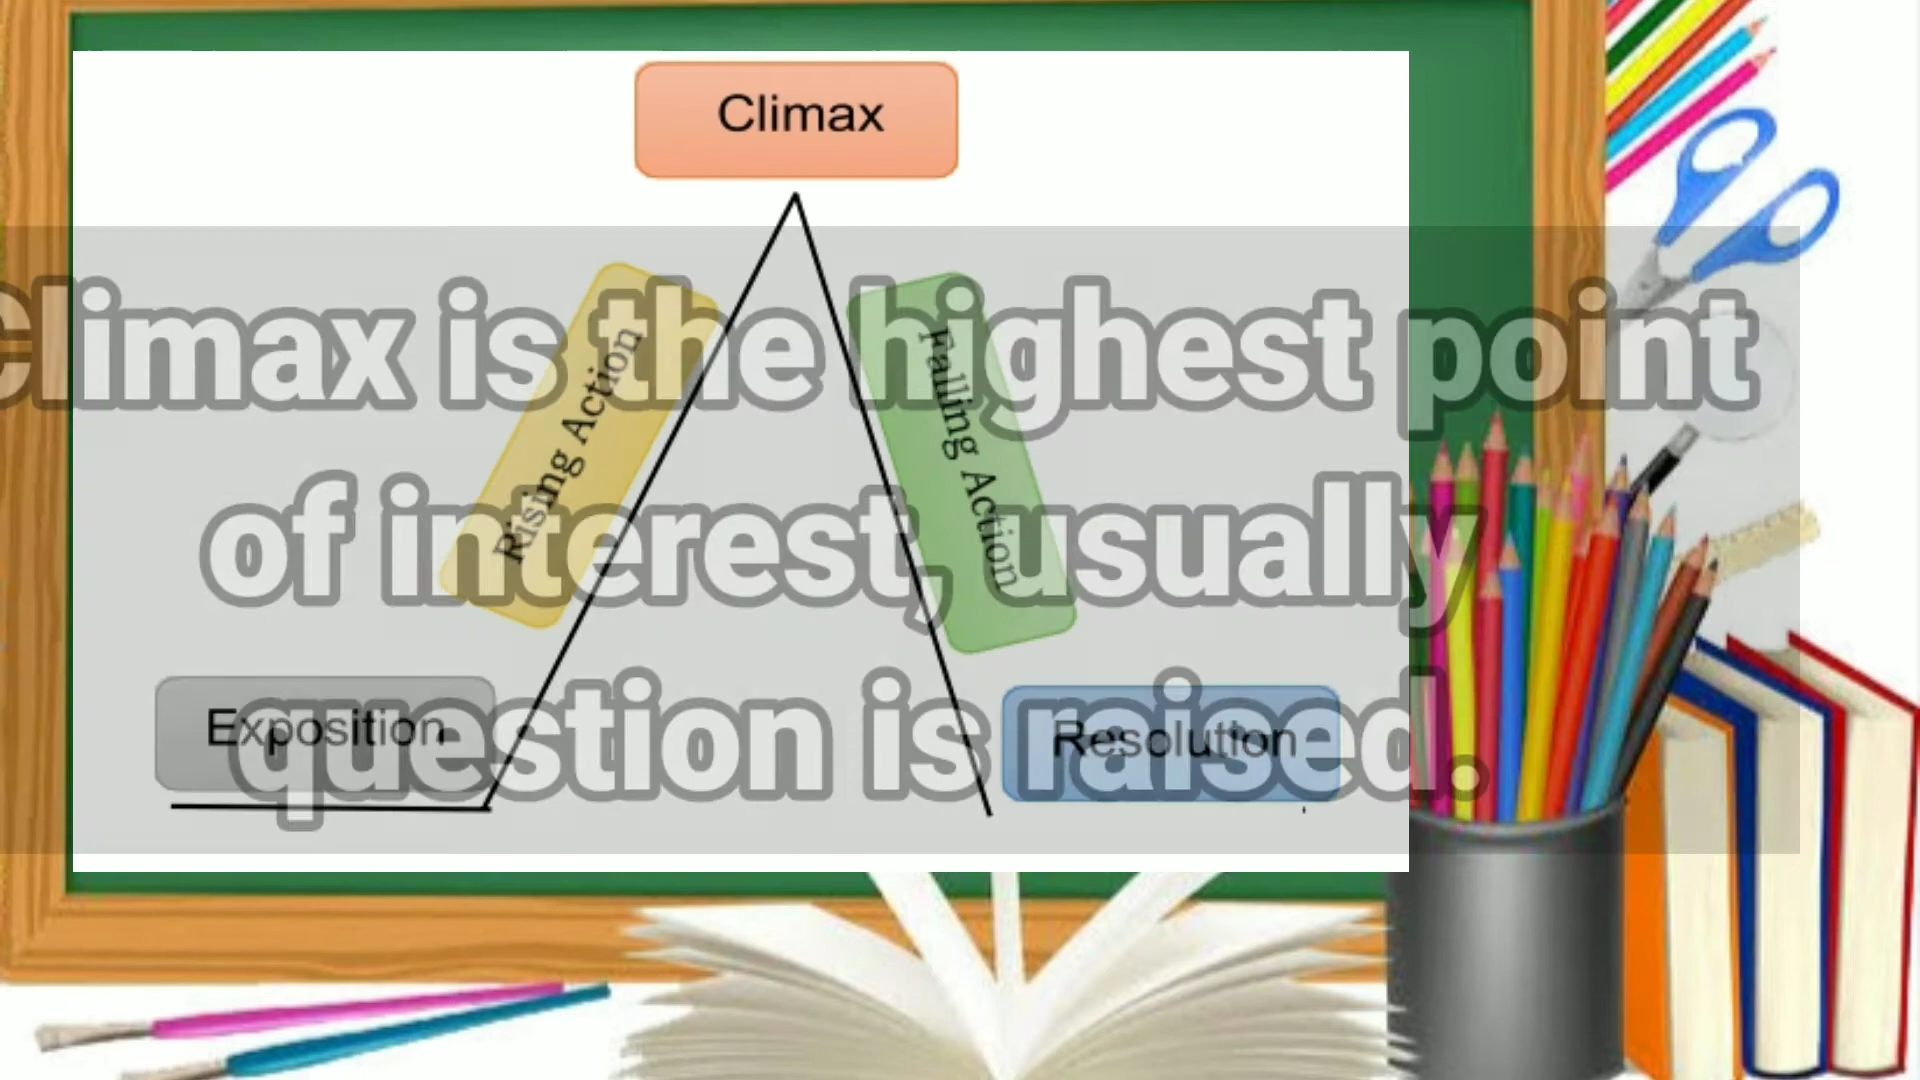 Climax
Rising Action
Falling Action
Exposition
Resolution
Climax is the highest point
of interest, usually
question is raised.